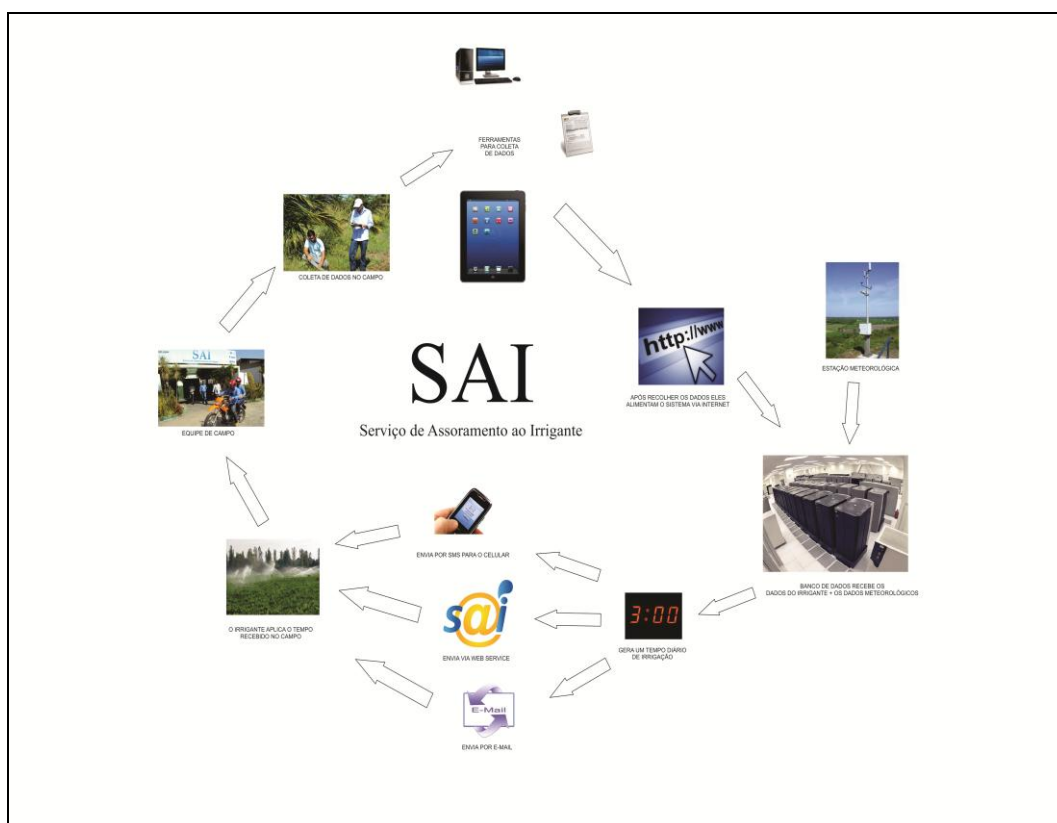 FERRAMENTAS
PARA COLETA
DE DADOS
COLETA DE DADOS NO CAMPO
http://www
ESTAÇÃO METEOROLÓGICA
APÓS RECOLHER OS DADOS ELES
ALIMENTAM O SISTEMA VIA INTERNET
SAI
EQUIPE DE CAMPO
SAI
Serviço de Assoramento ao Irrigante
ENVIA POR SMS PARA O CELULAR
BANCO DE DADOS RECEBE OS
DADOS DO IRRIGANTE + OS DADOS METEOROLÓGICOS
3:00
GERA UM TEMPO DIÁRIO
DE IRRIGAÇÃO
s@i
ENVIA VIA WEB SERVICE
O IRRIGANTE APLICA O TEMPO
RECEBIDO NO CAMPO
E-Mail
ENVIA POR E-MAIL